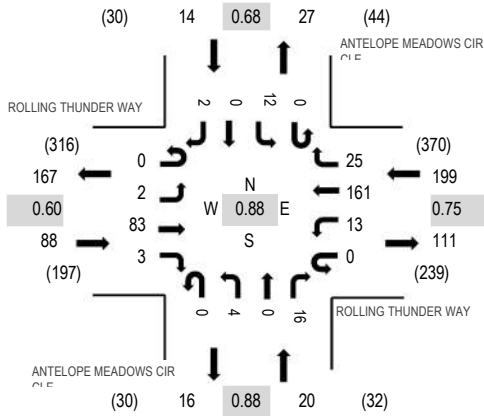 (30) 14 0.68 27 (44)
ANTELOPE MEADOWS CIR
ROLLING THUNDER WAY
2 0 12 0
(316) (370)
0 25
167 199
2 161
N
0.60 W 0.88 E 0.75
83 13
S
88 111
3 0
(197) (239)
0 4 0 16
ROLLING THUNDER WAY
ANTELOPE MEADOWS CIR
(30) 16 0.88 20 (32)